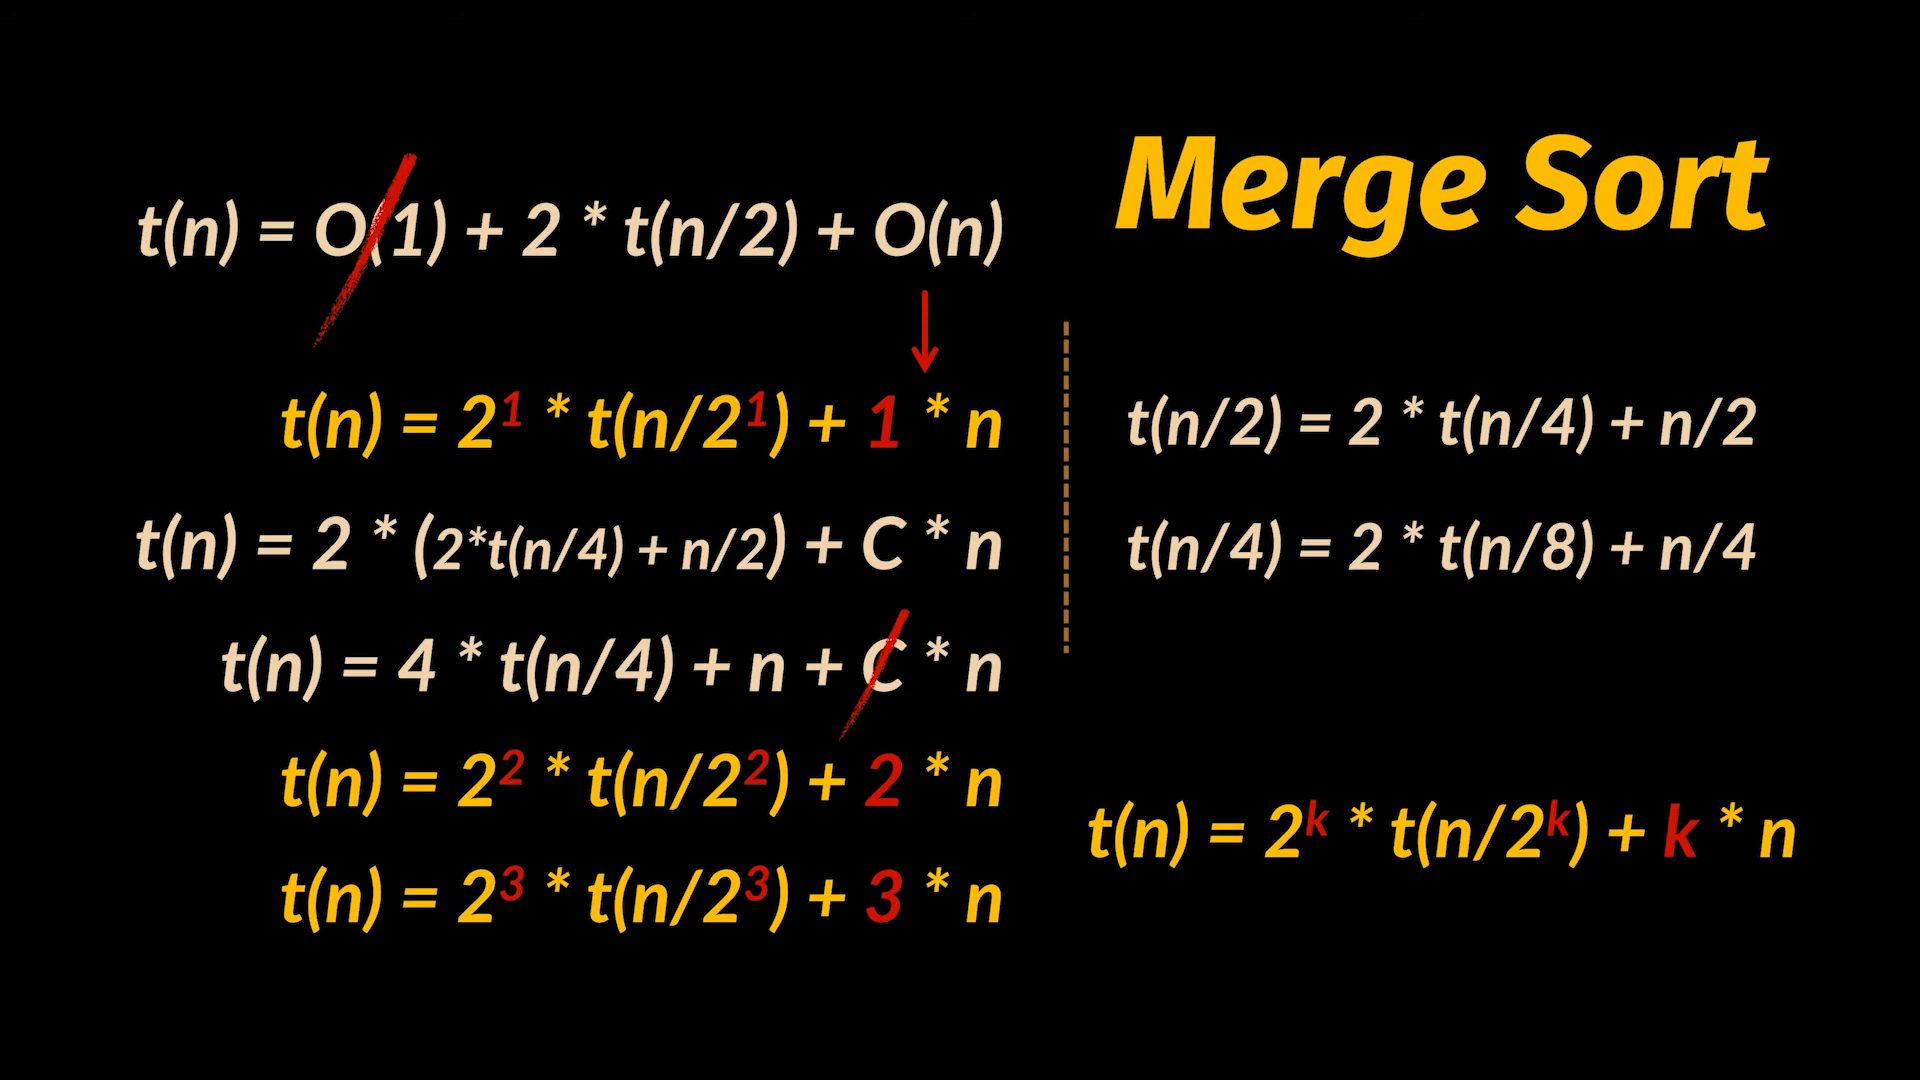 Merge Sort
t(n) = O(1) + 2 * t(n/2) + O(n)
t(n) = 2¹ * t(n/2¹) + 1 * n
t(n) = 2 * (2*t(n/4) + n/2) + C * n
t(n) = 4 * t(n/4) + n + C * n
t(n) = 2² * t(n/2²) + 2 * n
t(n) = 2³ * t(n/2³) + 3 * n
t(n/2) = 2 * t(n/4) + n/2
t(n/4) = 2 * t(n/8) + n/4
t(n) = 2ᵏ * t(n/2ᵏ) + k * n